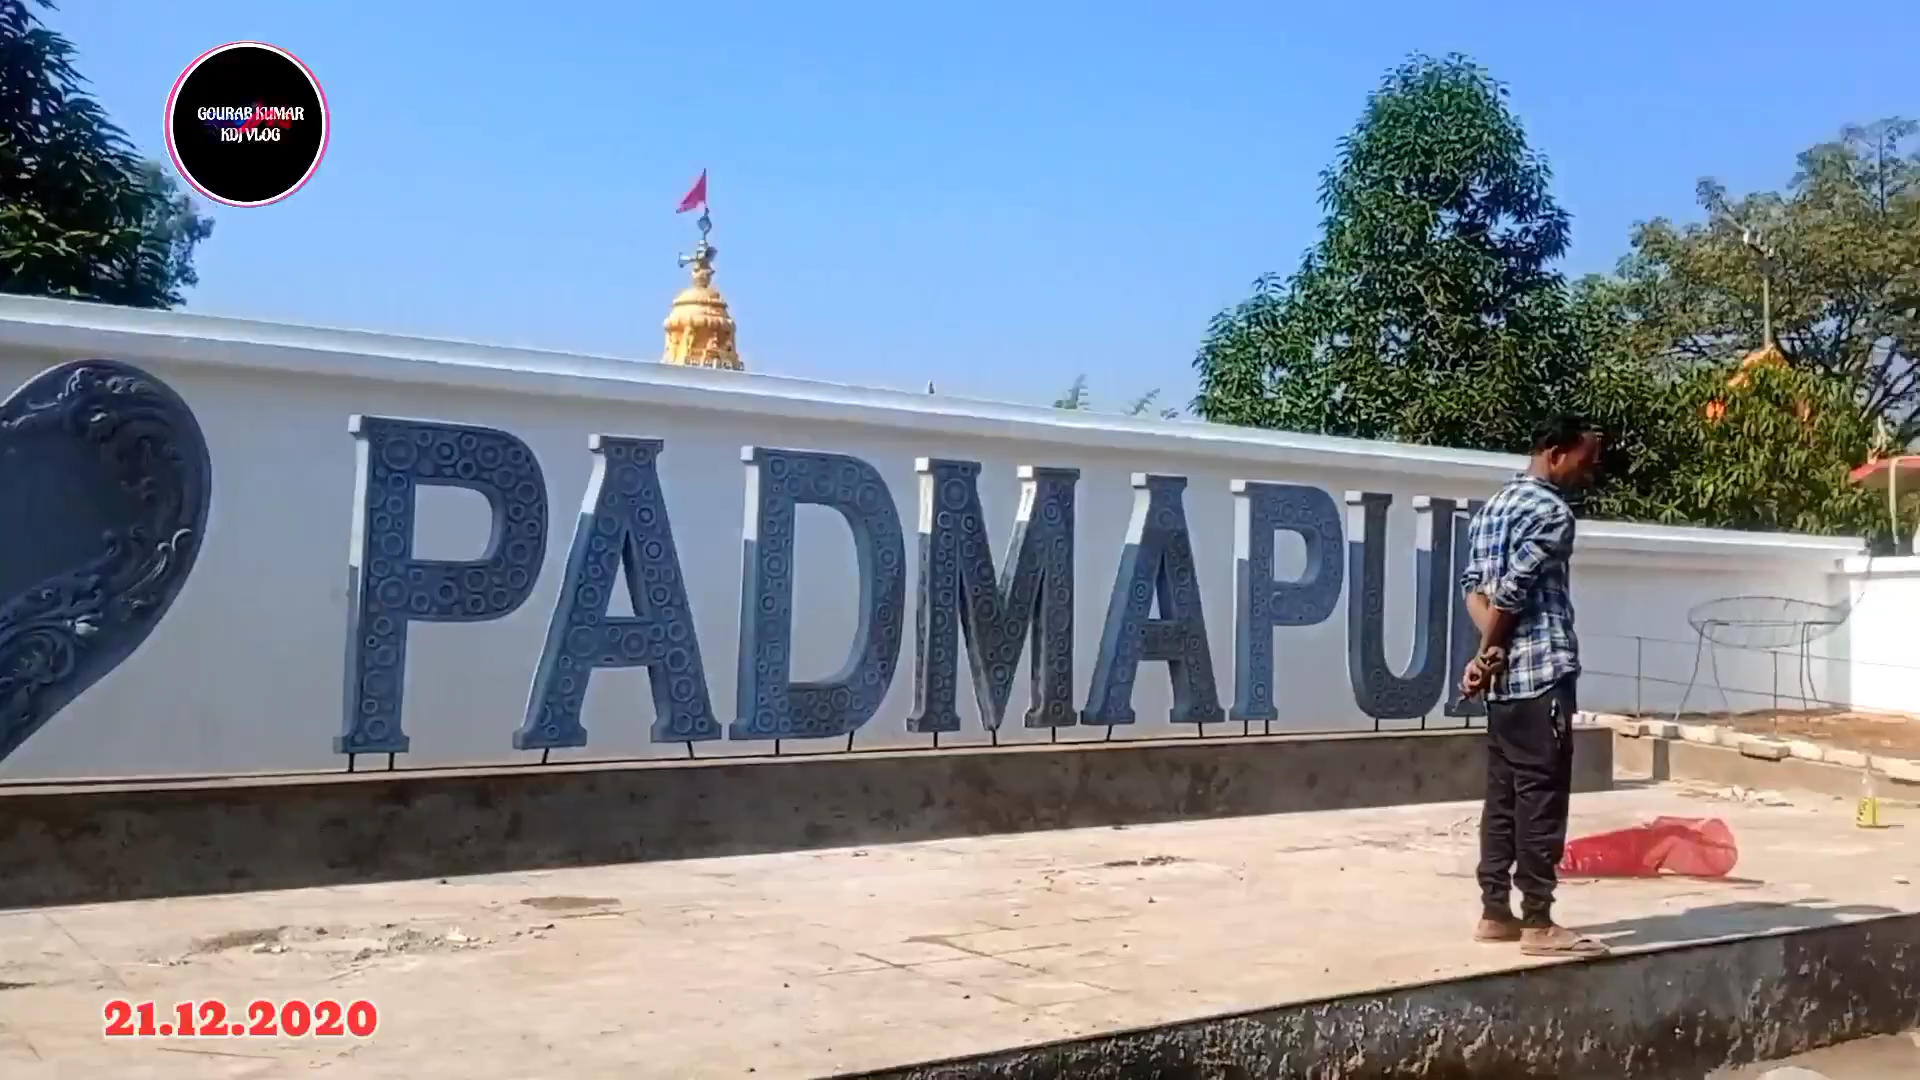 GOURAB KUMAR
KDJ VLOG
PADMAPU
21.12.2020